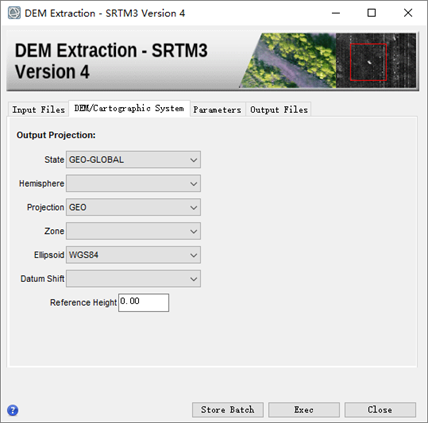 DEM Extraction - SRTM3 Version 4
DEM Extraction - SRTM3
Version 4
Input Files
DEM/Cartographic System
Parameters
Output Files
Output Projection:
State GEO-GLOBAL
Hemisphere
Projection GEO
Zone
Ellipsoid WGS84
Datum Shift
Reference Height 0.00
?
Store Batch
Exec
Close